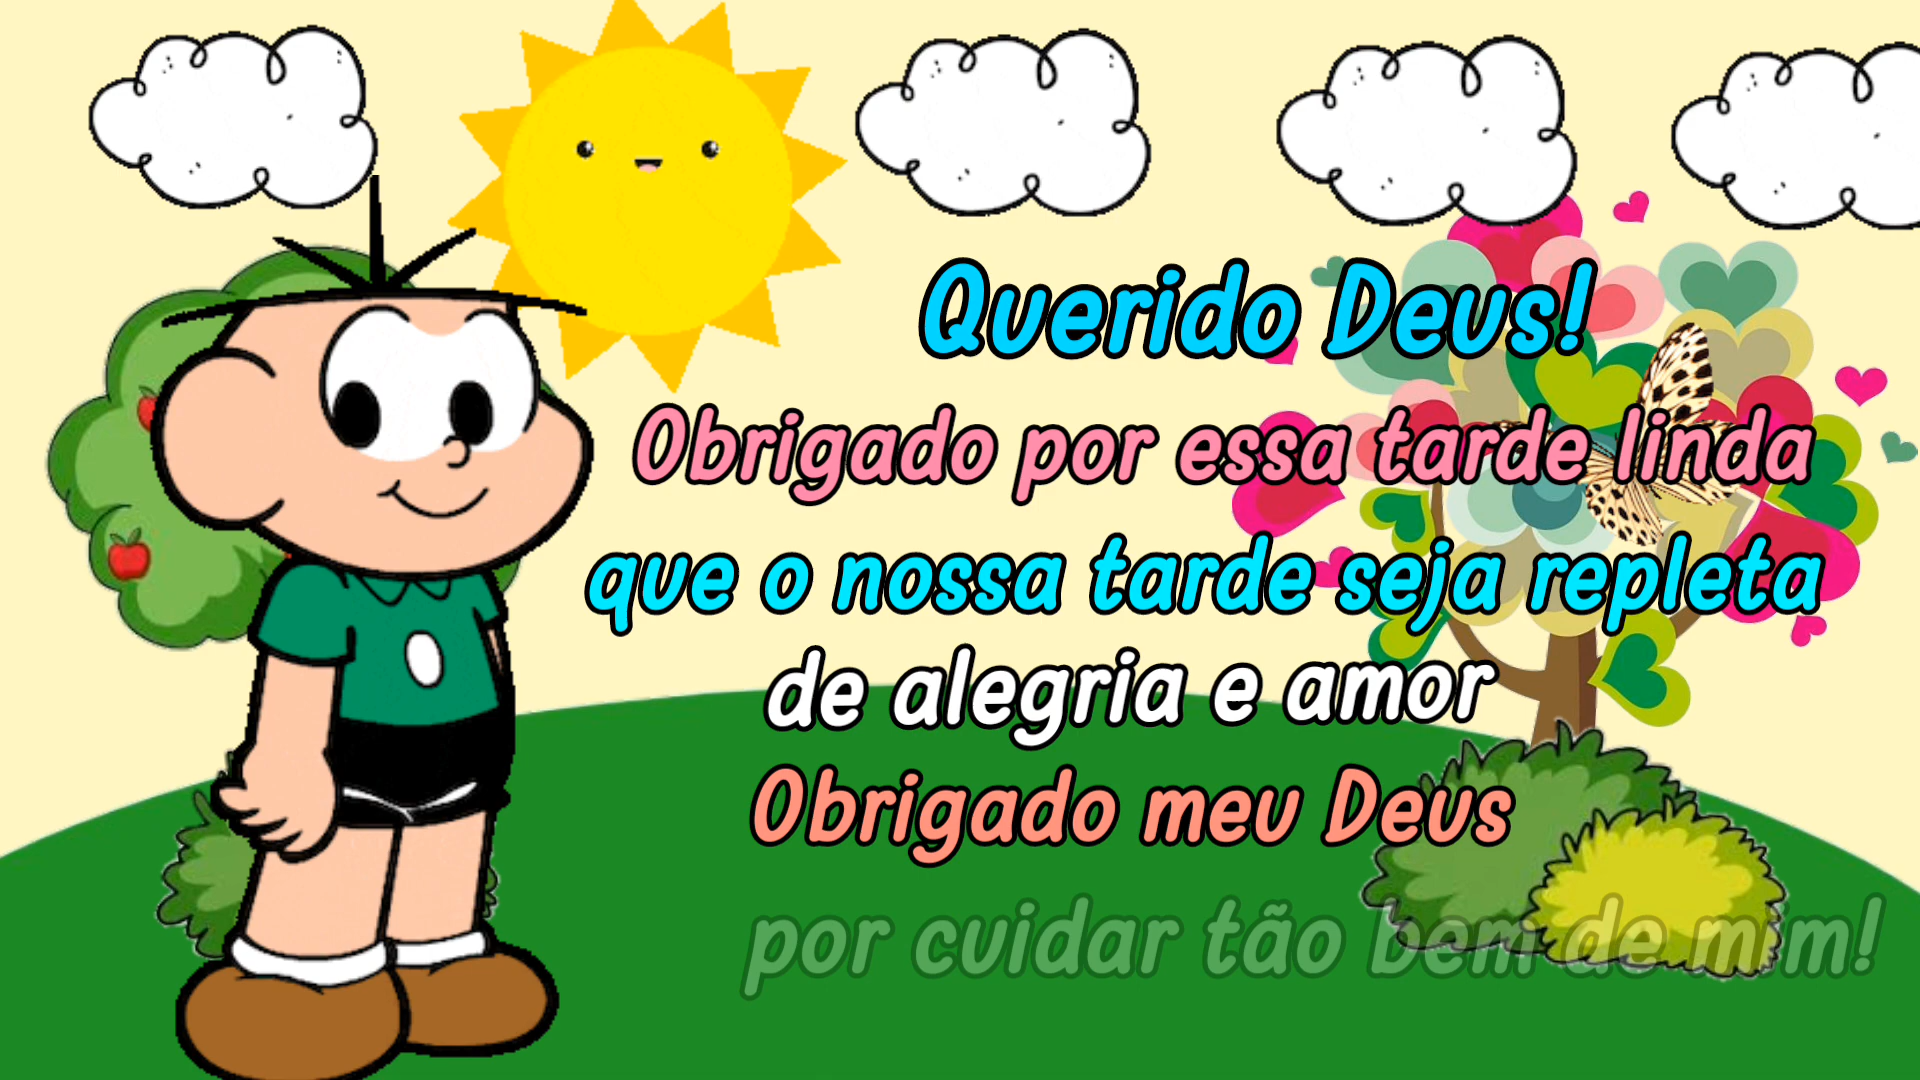 Querido Deus!
Obrigado por essa tarde linda
que o nossa tarde seja repleta
de alegria e amor
Obrigado meu Deus
por cuidar tão bem de mim!